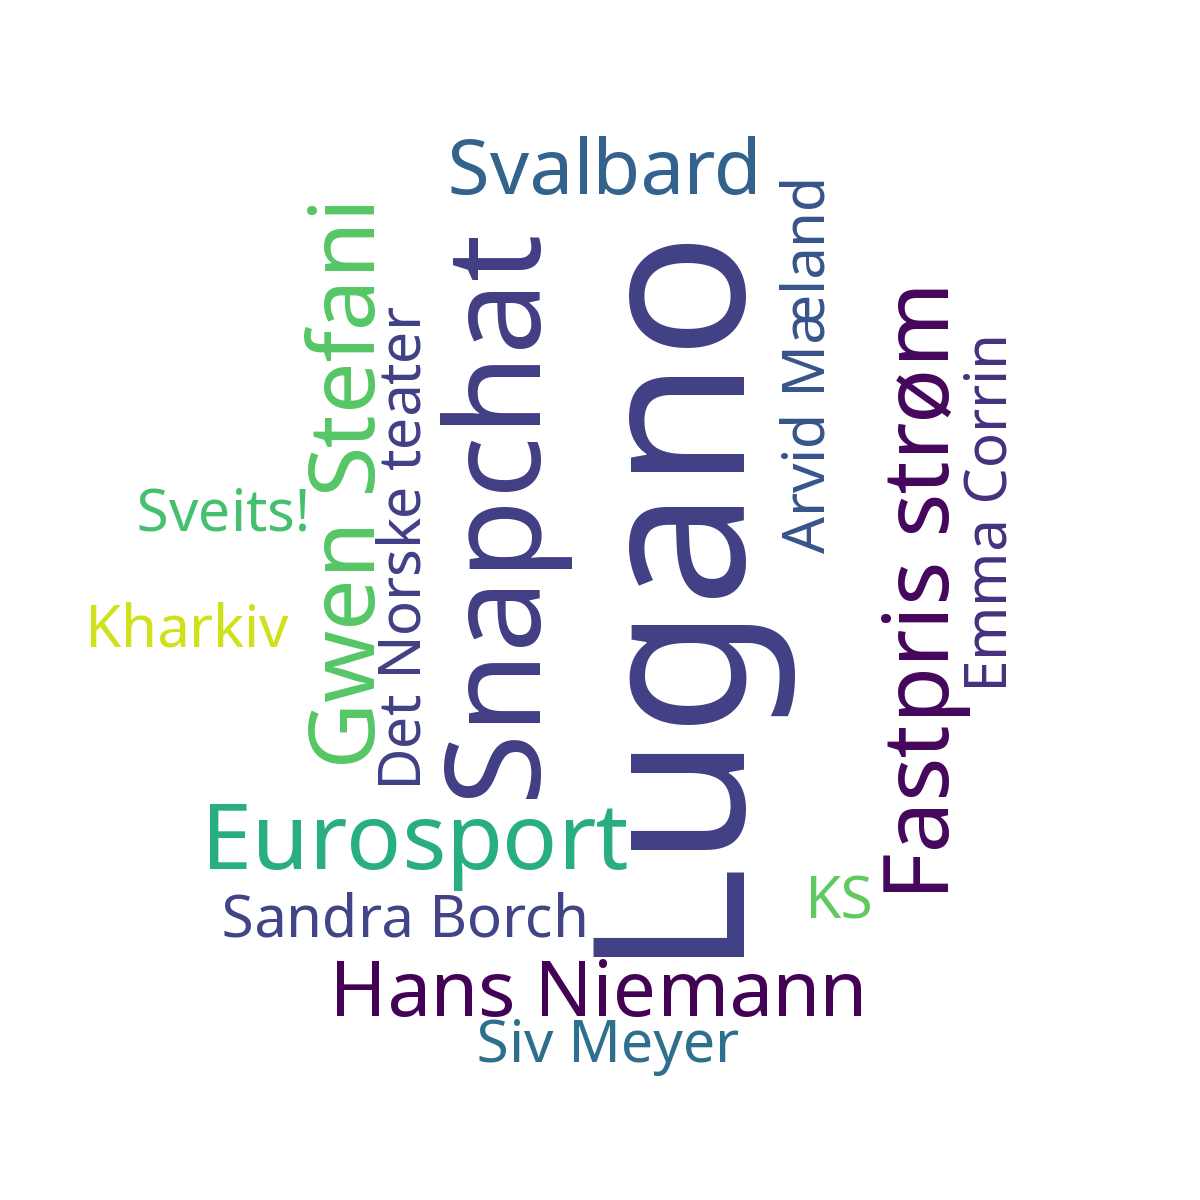 Svalbard
Gwen Stefani
Det Norske teater
Snapchat
Lugano
Arvid Mæland
Fastpris strøm
Emma Corrin
Sveits!
Kharkiv
Eurosport
Sandra Borch
KS
Hans Niemann
Siv Meyer